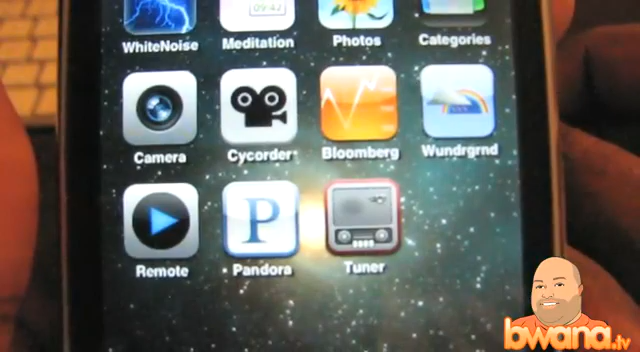 WhiteNoise Meditation Photos Categories
Camera Cycorder Bloomberg Wundrgrnd
P
Remote Pandora Tuner
bwana.tv